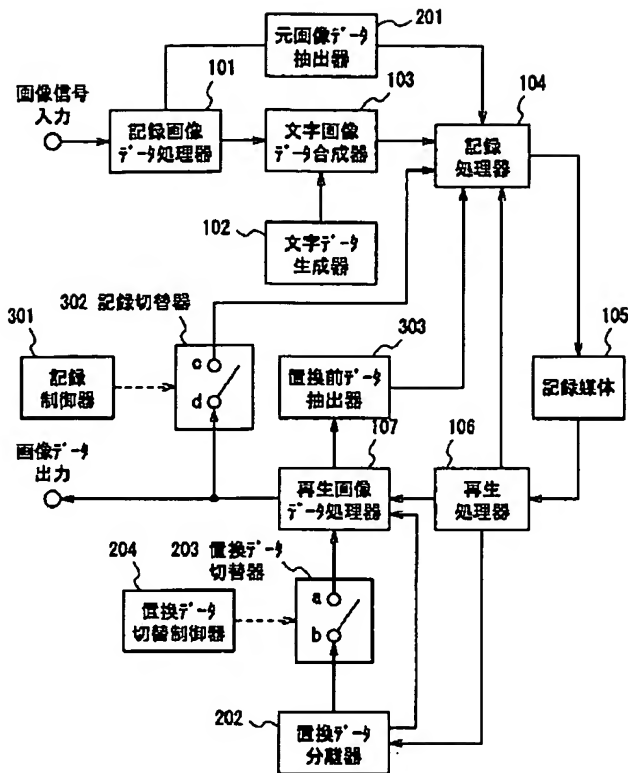 201
元画像データ
抽出器
画像信号
入力
101
記録画像
データ処理器
103
文字画像
データ合成器
104
記録
処理器
102
文字データ
生成器
302 記録切替器
c
d
301
記録
制御器
303
置換前データ
抽出器
105
記録媒体
画像データ
出力
107
再生画像
データ処理器
106
再生
処理器
203 置換データ
切替器
a
b
204
置換データ
切替制御器
202
置換データ
分離器